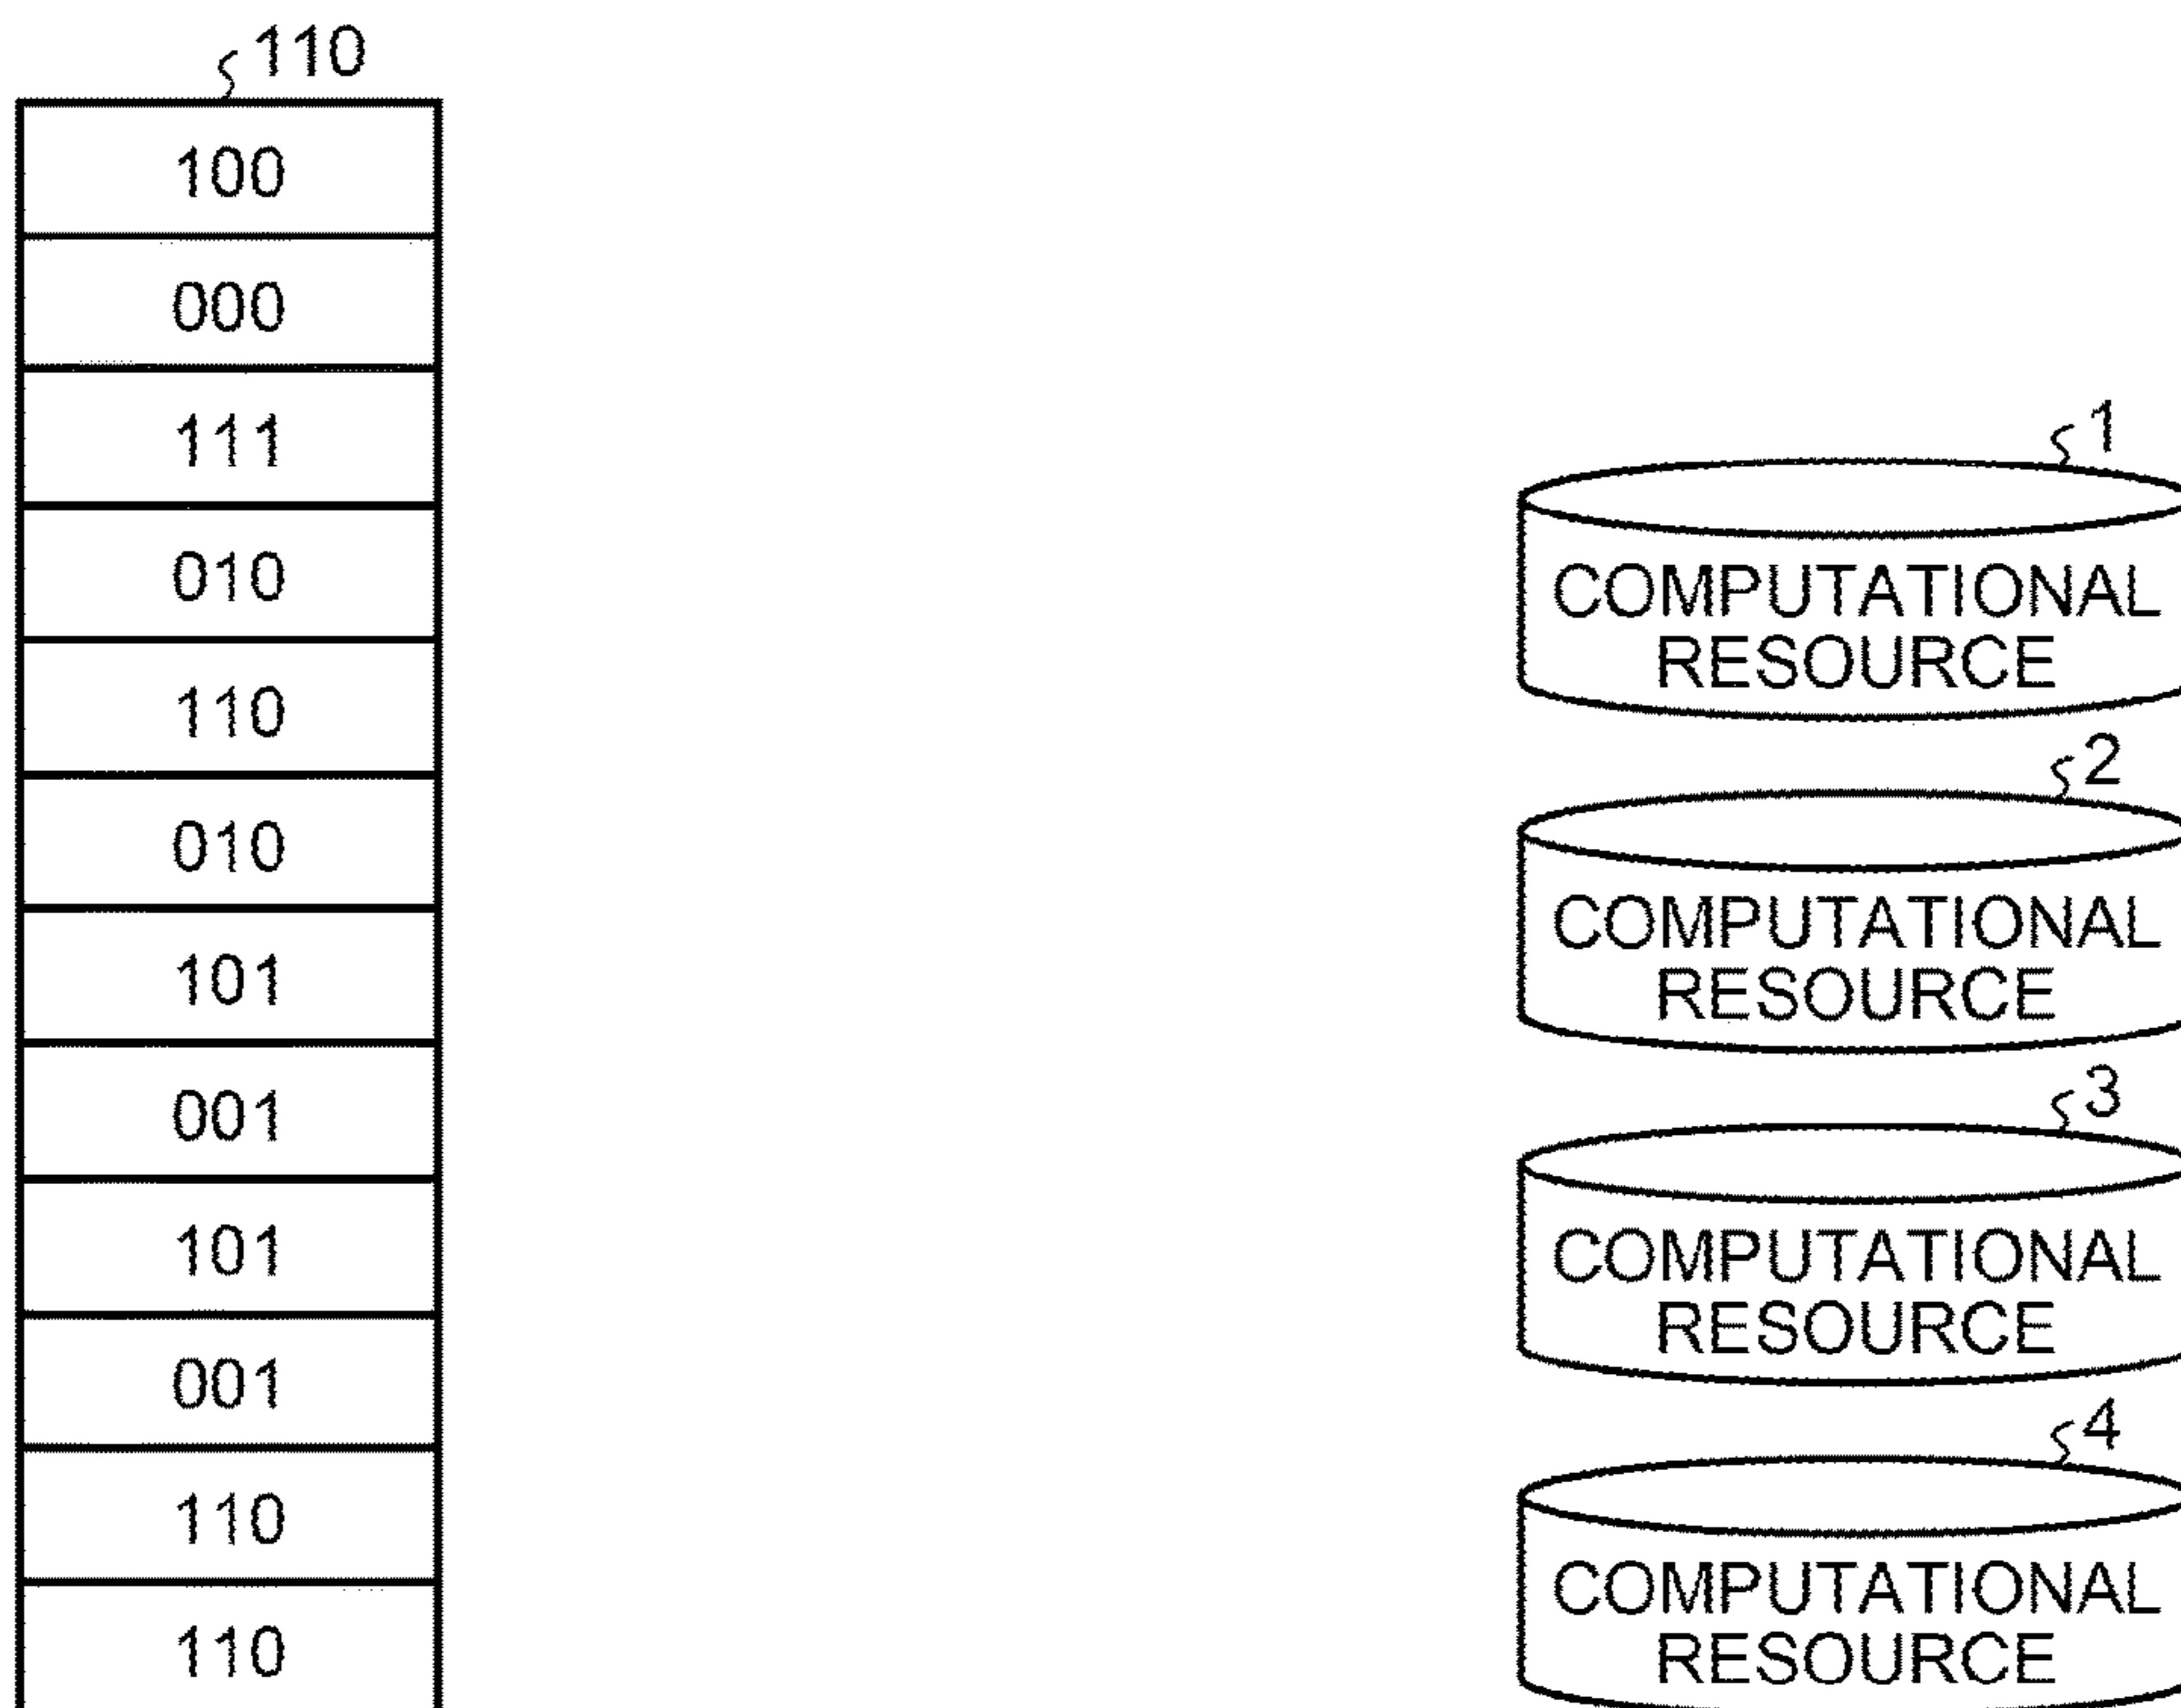 110
100
000
111
010
110
010
101
001
101
001
110
110
1
COMPUTATIONAL
RESOURCE
2
COMPUTATIONAL
RESOURCE
3
COMPUTATIONAL
RESOURCE
4
COMPUTATIONAL
RESOURCE